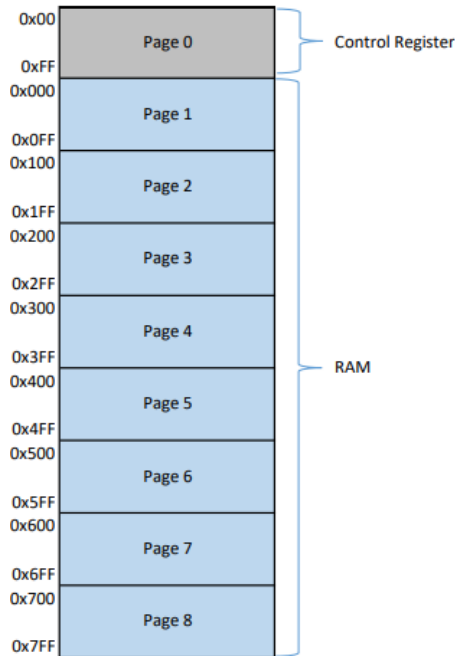 0x00
Page 0
Control Register
0xFF
0x000
Page 1
0x0FF
0x100
Page 2
0x1FF
0x200
Page 3
0x2FF
0x300
Page 4
0x3FF
RAM
0x400
Page 5
0x4FF
0x500
Page 6
0x5FF
0x600
Page 7
0x6FF
0x700
Page 8
0x7FF